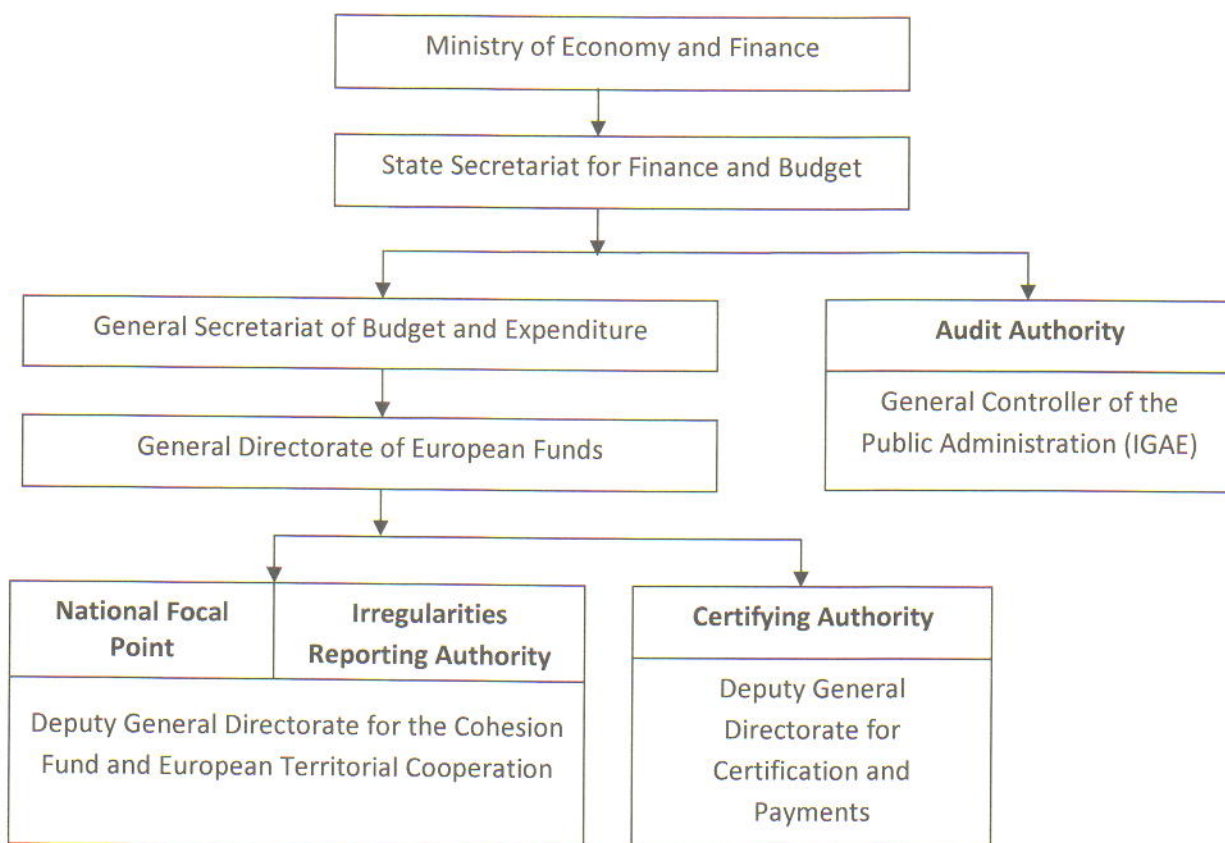 Ministry of Economy and Finance
State Secretariat for Finance and Budget
General Secretariat of Budget and Expenditure
Audit Authority
General Controller of the
Public Administration (IGAE)
General Directorate of European Funds
National Focal
Point
Irregularities
Reporting Authority
Deputy General Directorate for the Cohesion
Fund and European Territorial Cooperation
Certifying Authority
Deputy General
Directorate for
Certification and
Payments